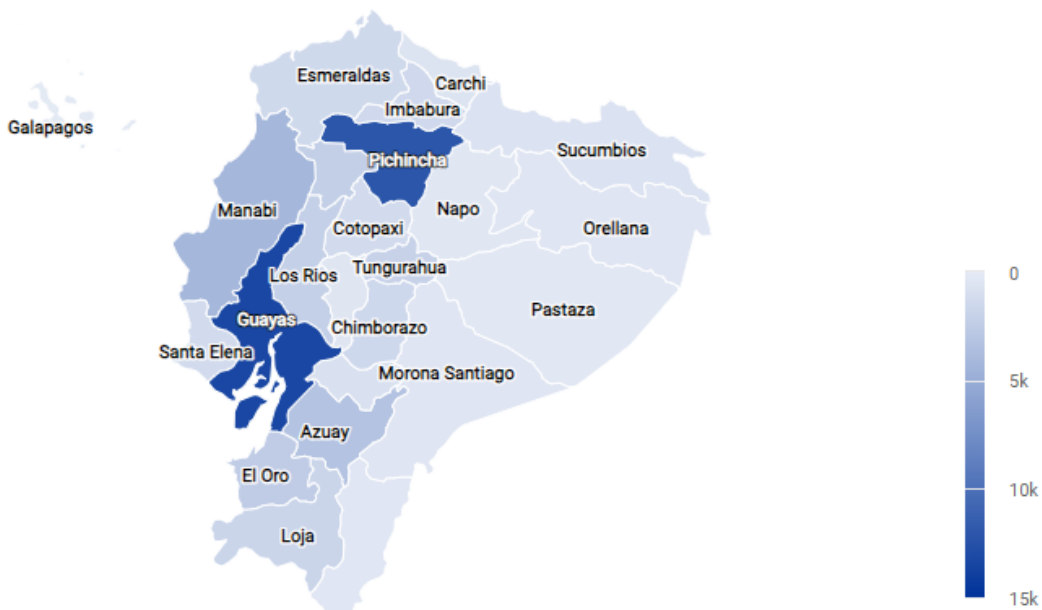 Esmeraldas
Carchi
Imbabura
Galapagos
Pichincha
Sucumbios
Manabi
Napo
Cotopaxi
Orellana
Los Rios
Tungurahua
0
Pastaza
Guayas
Chimborazo
Santa Elena
Morona Santiago
5k
Azuay
El Oro
10k
Loja
15k